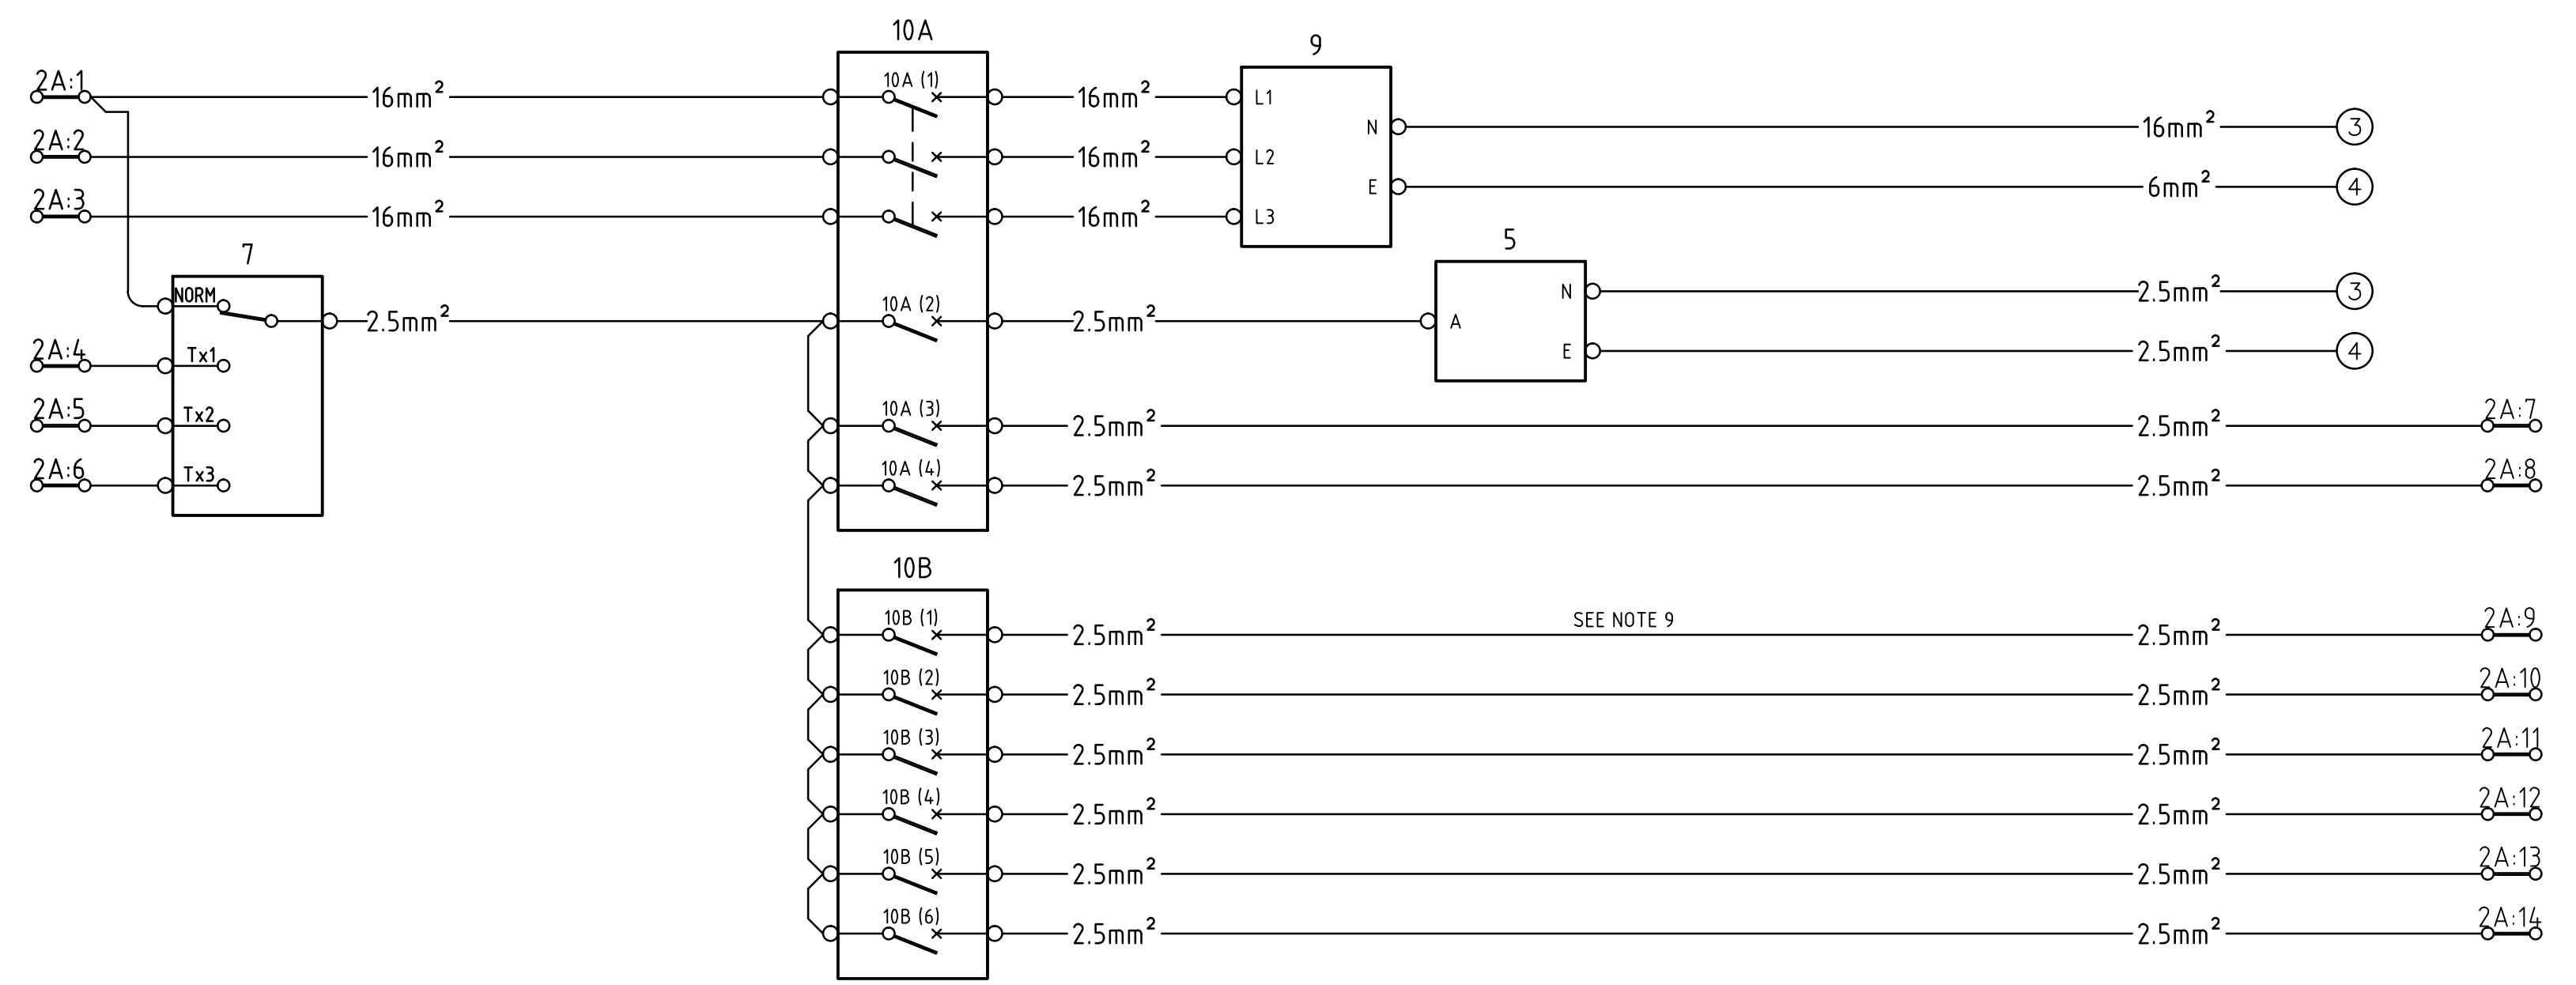 10A
9
2A:1 16mm² 10A (1) 16mm² L1
N 16mm² 3
2A:2 16mm² 16mm² L2
E 6mm² 4
2A:3 16mm² 16mm² L3
7
5
NORM
N 2.5mm² 3
2.5mm² 10A (2) 2.5mm² A
2A:4 Tx1
E 2.5mm² 4
2A:5 Tx2 10A (3) 2.5mm² 2.5mm² 2A:7
2A:6 Tx3 10A (4) 2.5mm² 2.5mm² 2A:8
10B
10B (1) 2.5mm² SEE NOTE 9 2.5mm² 2A:9
10B (2) 2.5mm² 2.5mm² 2A:10
10B (3) 2.5mm² 2.5mm² 2A:11
10B (4) 2.5mm² 2.5mm² 2A:12
10B (5) 2.5mm² 2.5mm² 2A:13
10B (6) 2.5mm² 2.5mm² 2A:14